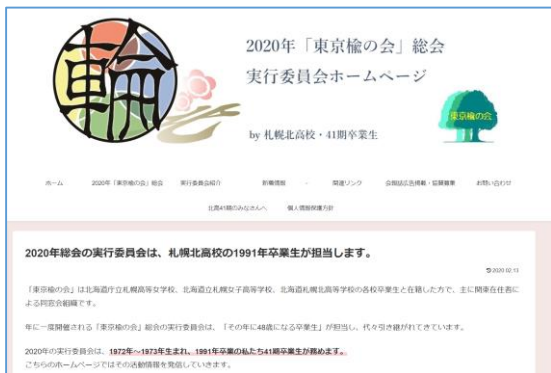 輪
2020年「東京楡の会」総会
実行委員会ホームページ
by 札幌北高校・41期卒業生
東京楡の会
ホーム 2020年「東京楡の会」総会 実行委員会紹介 新着情報 - 関連リンク 会報誌広告掲載・協賛募集 お問い合わせ
北高41期のみなさんへ 個人情報保護方針
2020年総会の実行委員会は、札幌北高校の1991年卒業生が担当します。
2020.02.13
「東京楡の会」は北海道庁立札幌高等女学校、北海道立札幌女子高等学校、北海道札幌北高等学校の各校卒業生と在籍した方で、主に関東在住者に
よる同窓会組織です。
年に一度開催される「東京楡の会」総会の実行委員会は、「その年に48歳になる卒業生」が担当し、代々引き継がれてきています。
2020年の実行委員会は、1972年〜1973年生まれ、1991年卒業の私たち41期卒業生が務めます。
こちらのホームページではその活動情報を発信していきます。